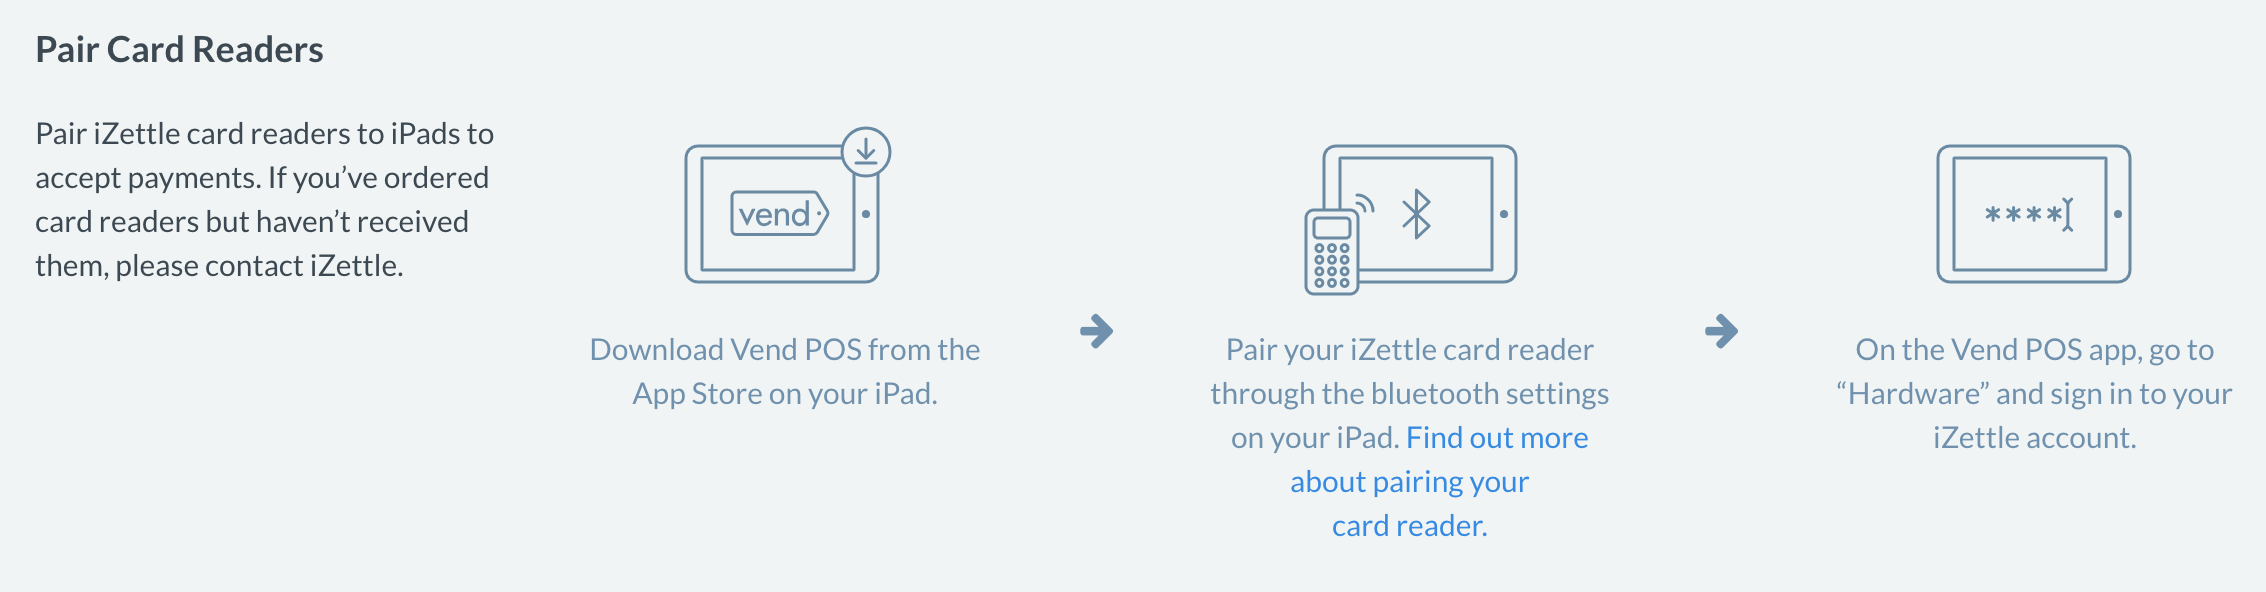 Pair Card Readers
Pair iZettle card readers to iPads to
accept payments. If you’ve ordered
card readers but haven’t received
them, please contact iZettle.
vend
Download Vend POS from the
App Store on your iPad.
Pair your iZettle card reader
through the bluetooth settings
on your iPad. Find out more
about pairing your
card reader.
****
On the Vend POS app, go to
“Hardware” and sign in to your
iZettle account.